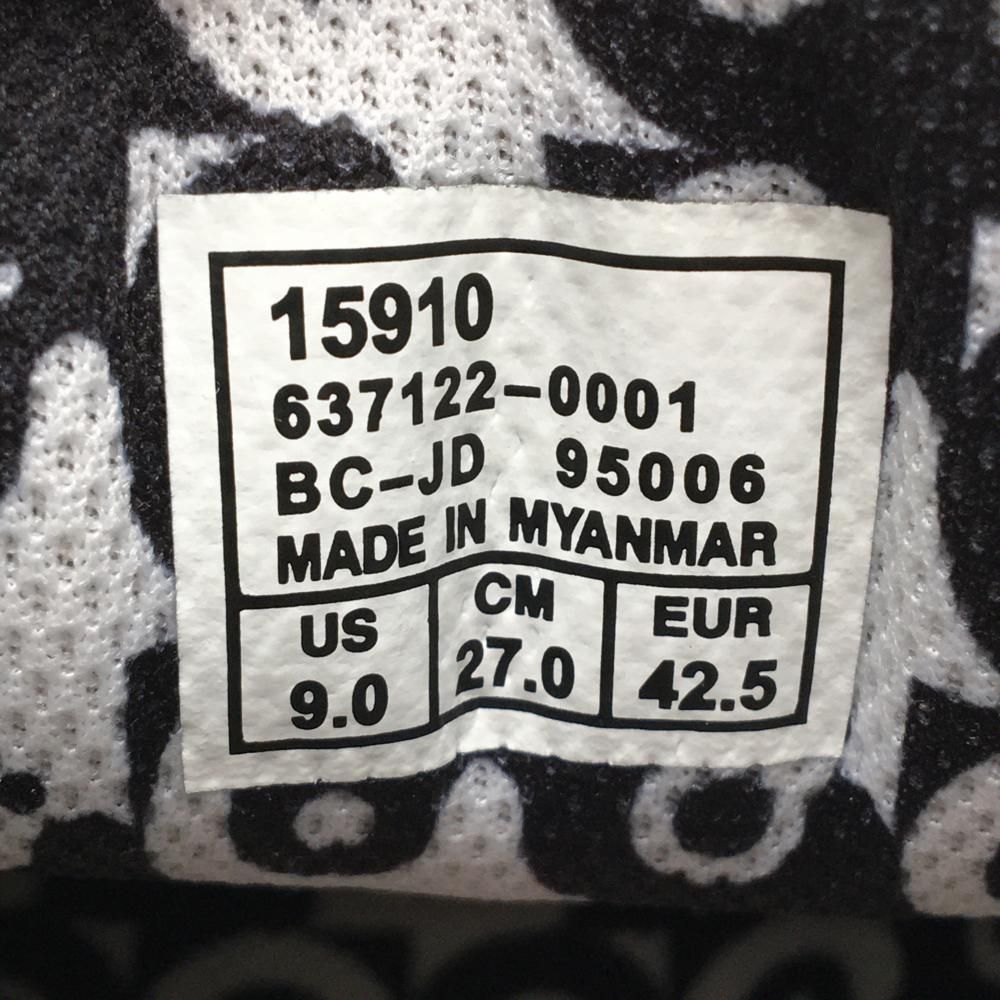 15910
637122-0001
BC-JD 95006
MADE IN MYANMAR
US CM EUR
9.0 27.0 42.5